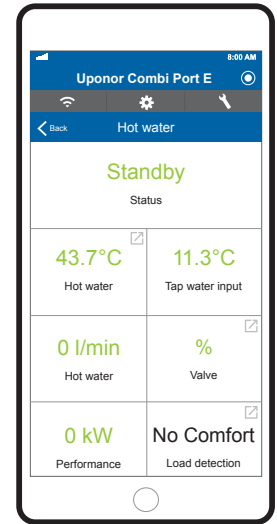 8:00 AM
Uponor Combi Port E
Back Hot water
Standby
Status
43.7°C 11.3°C
Hot water Tap water input
0 l/min %
Hot water Valve
0 kW No Comfort
Performance Load detection